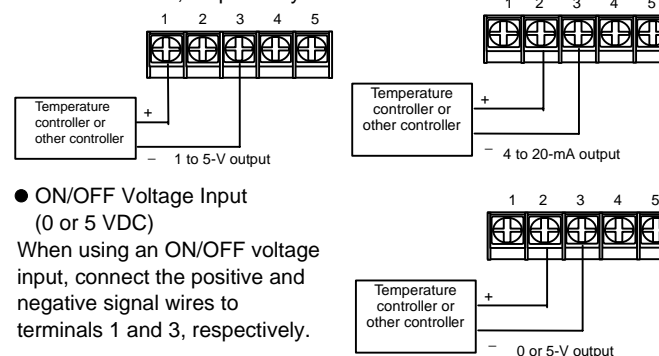 1 2 3 4 5
Temperature
controller or
other controller
+
− 1 to 5-V output
● ON/OFF Voltage Input
(0 or 5 VDC)
When using an ON/OFF voltage
input, connect the positive and
negative signal wires to
terminals 1 and 3, respectively.
1 2 3 4 5
Temperature
controller or
other controller
+
− 4 to 20-mA output
1 2 3 4 5
Temperature
controller or
other controller
+
− 0 or 5-V output